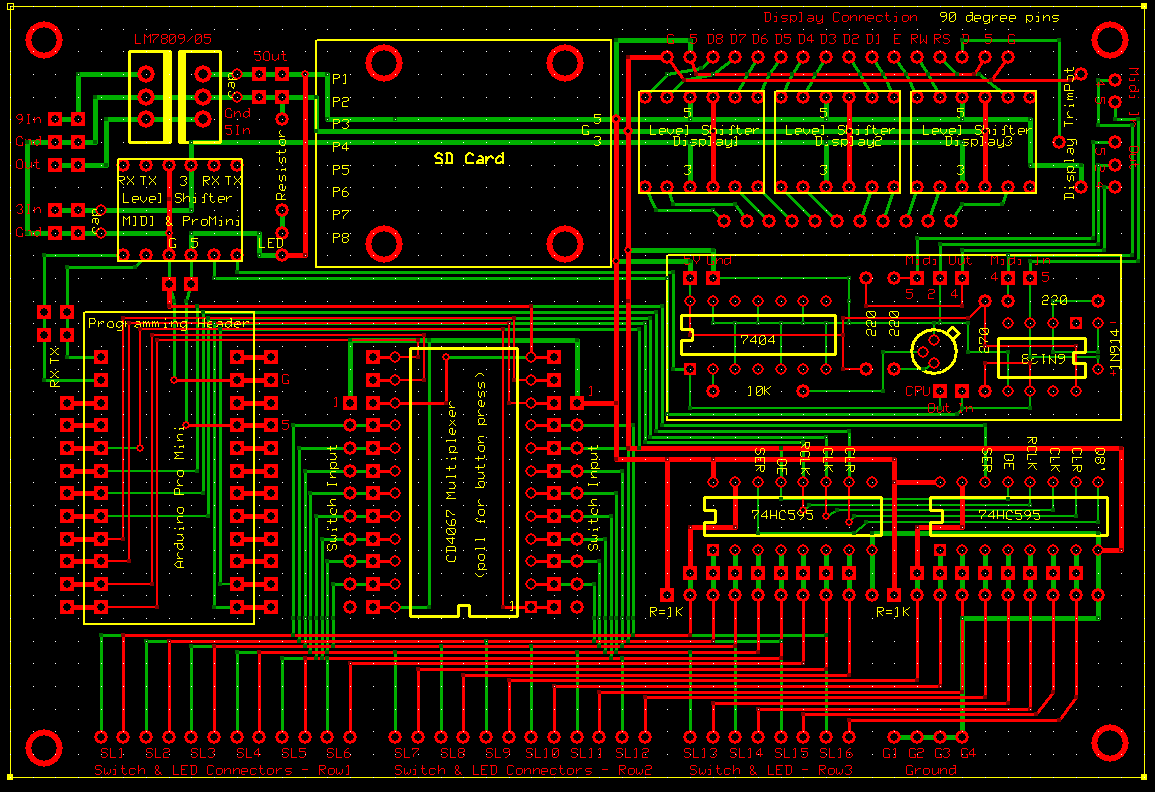 Display Connection 90 degree pins
LM7809/05
5Out
G 5 D8 D7 D6 D5 D4 D3 D2 D1 E RW RS D 5 G
Cap
Gnd
5In
9In
Gnd
Out
3In
Gnd
Cap
Resistor
RX TX 3 RX TX
Level Shifter
MIDI & ProMini
G 5
LED
P1
P2
P3
P4
P5
P6
P7
P8
SD Card
5
G
3
5
Level Shifter
Display1
3
5
Level Shifter
Display2
3
5
Level Shifter
Display3
3
Display TrimPot
Gnd
Midi Out
5 2 4
Midi In
4 5
7404
220
220
10K
220
270
6N138
1N914
+
CPU
Out In
Programming Header
RX TX
G
5
Arduino Pro Mini
1
Switch Input
CD4067 Multiplexer
(poll for button press)
1
1
Switch Input
SER OE RCLK CLK CLR
74HC595
R=1K
SER OE RCLK CLK CLR Q8'
74HC595
R=1K
SL1 SL2 SL3 SL4 SL5 SL6
Switch & LED Connectors - Row1
SL7 SL8 SL9 SL10 SL11 SL12
Switch & LED Connectors - Row2
SL13 SL14 SL15 SL16
Switch & LED - Row3
G1 G2 G3 G4
Ground